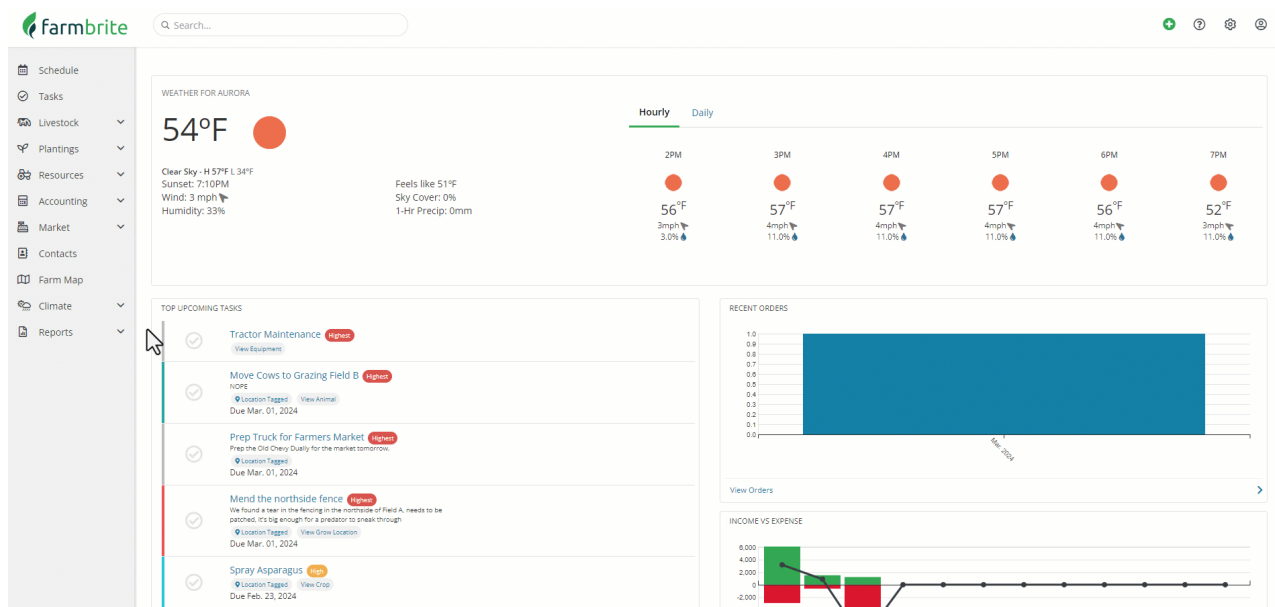 farmbrite
Search...
Schedule
Tasks
Livestock
Plantings
Resources
Accounting
Market
Contacts
Farm Map
Climate
Reports
WEATHER FOR AURORA
54°F
Clear Sky - H 57°F L 34°F
Sunset: 7:10PM
Wind: 3 mph
Humidity: 33%
Feels like 51°F
Sky Cover: 0%
1-Hr Precip: 0mm
Hourly Daily
2PM 3PM 4PM 5PM 6PM 7PM
56°F 57°F 57°F 57°F 56°F 52°F
3mph 4mph 4mph 4mph 4mph 3mph
3.0% 11.0% 11.0% 11.0% 11.0% 11.0%
TOP UPCOMING TASKS
Tractor Maintenance Highest
View Equipment
Move Cows to Grazing Field B Highest
NOPE
Location Tagged View Animal
Due Mar. 01, 2024
Prep Truck for Farmers Market Highest
Prep the Old Chevy Dually for the market tomorrow.
Location Tagged
Due Mar. 01, 2024
Mend the northside fence Highest
We found a tear in the fencing in the northside of Field A, needs to be
patched, it's big enough for a predator to sneak through
Location Tagged View Grow Location
Due Mar. 01, 2024
Spray Asparagus High
Location Tagged View Crop
Due Feb. 23, 2024
RECENT ORDERS
1.0
0.9
0.8
0.7
0.6
0.5
0.4
0.3
0.2
0.1
0.0
Mar, 2024
View Orders
INCOME VS EXPENSE
6,000
4,000
2,000
0
-2,000